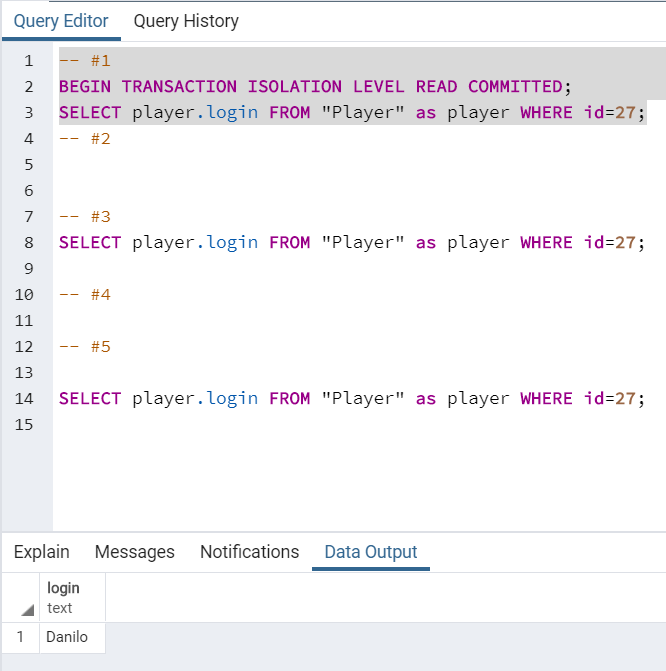 Query Editor Query History
1 -- #1
2 BEGIN TRANSACTION ISOLATION LEVEL READ COMMITTED;
3 SELECT player.login FROM "Player" as player WHERE id=27;
4 -- #2
5
6
7 -- #3
8 SELECT player.login FROM "Player" as player WHERE id=27;
9
10 -- #4
11
12 -- #5
13
14 SELECT player.login FROM "Player" as player WHERE id=27;
15
Explain Messages Notifications Data Output
login
text
1 Danilo